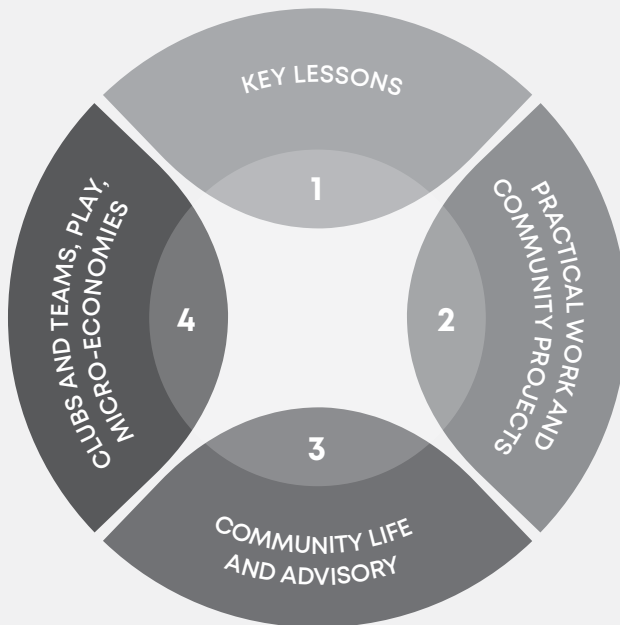 KEY LESSONS
1
PRACTICAL WORK AND
COMMUNITY PROJECTS
2
3
COMMUNITY LIFE
AND ADVISORY
CLUBS AND TEAMS, PLAY,
MICRO-ECONOMIES
4